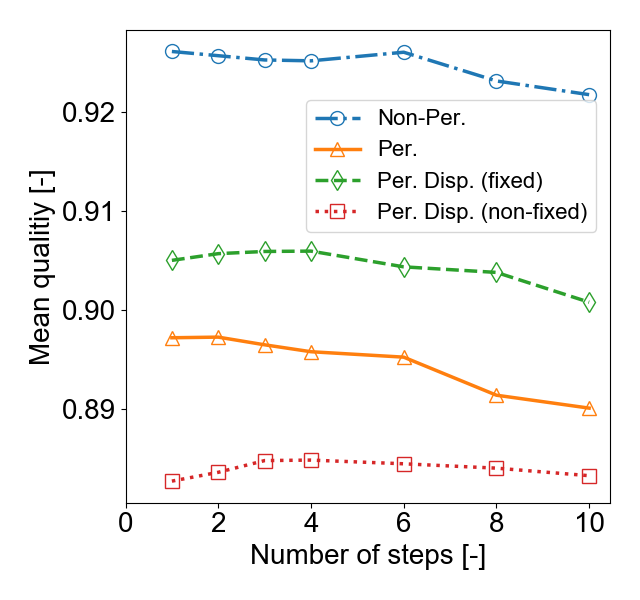 0.92
0.91
0.90
0.89
Mean qualitiy [-]
Non-Per.
Per.
Per. Disp. (fixed)
Per. Disp. (non-fixed)
0 2 4 6 8 10
Number of steps [-]